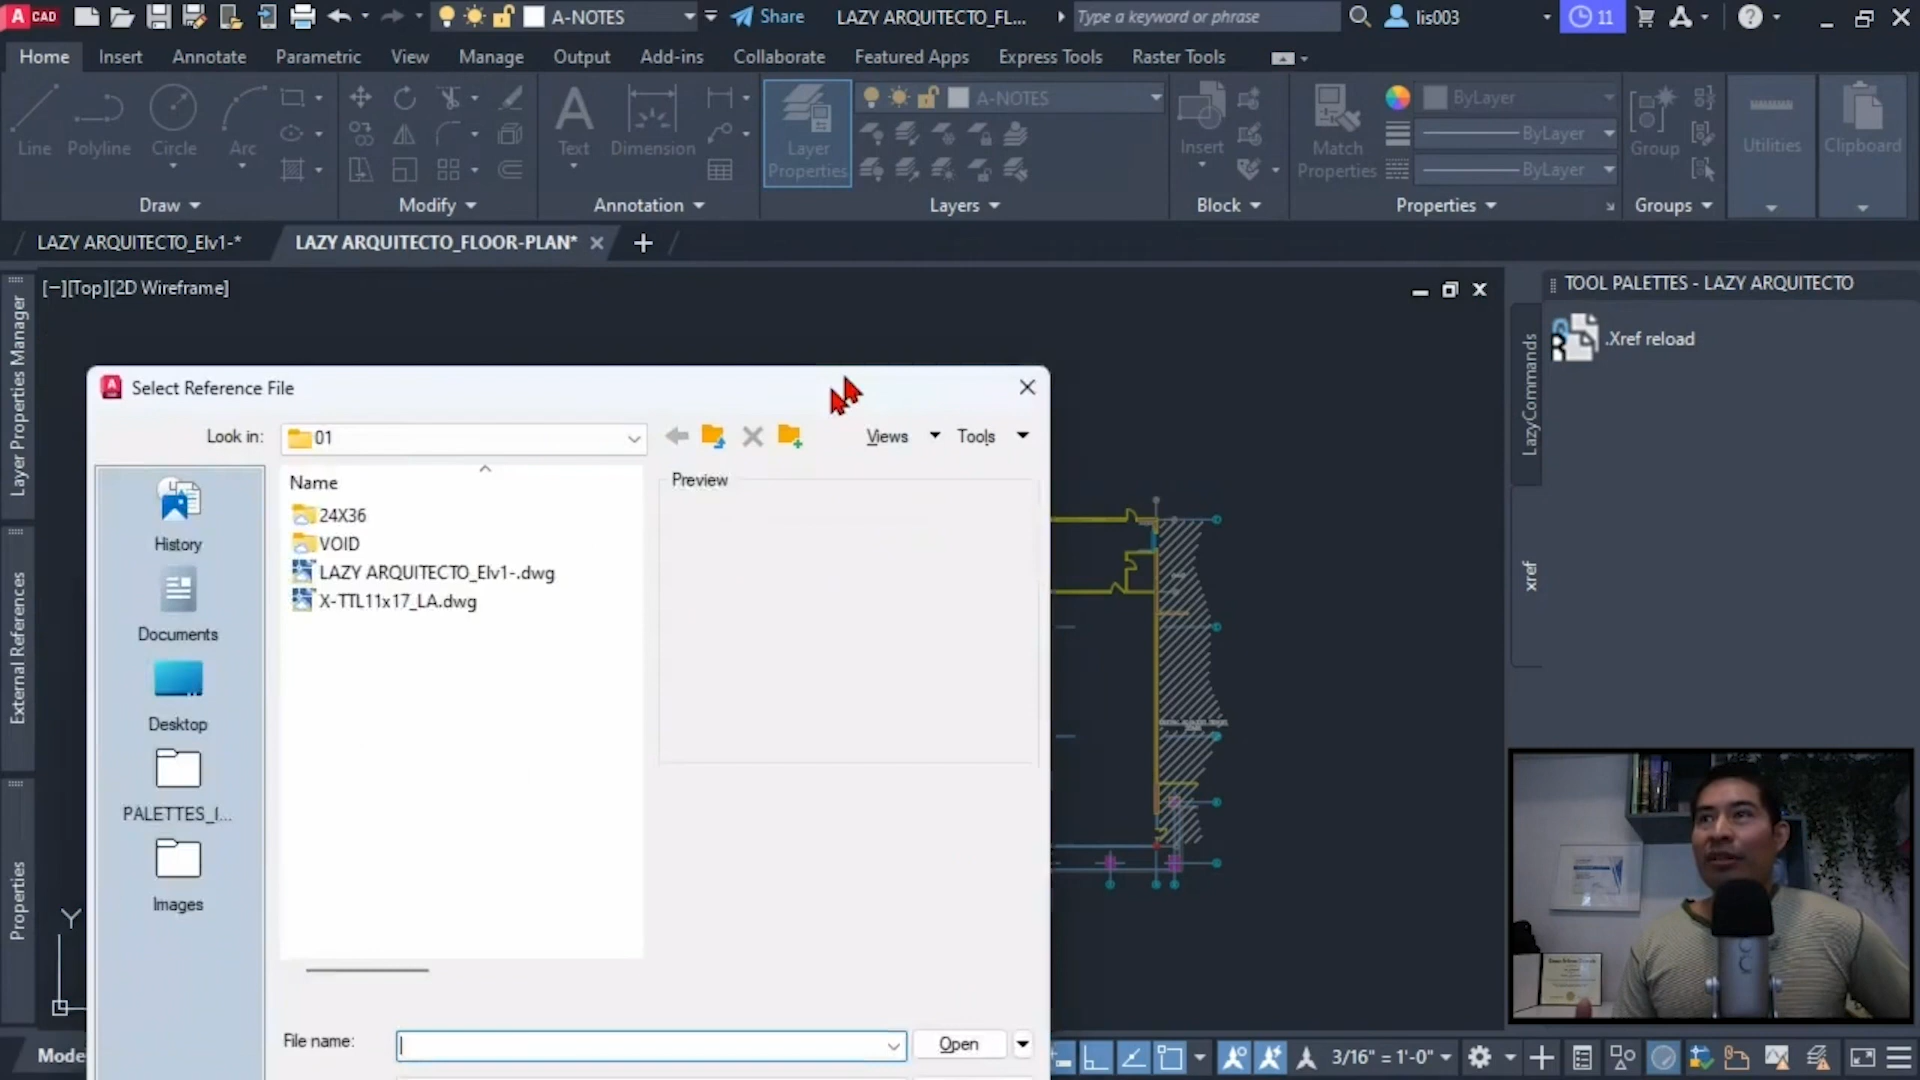 A CAD
A-NOTES
Share
LAZY ARQUITECTO_FL...
Type a keyword or phrase
lis003
11
Home
Insert
Annotate
Parametric
View
Manage
Output
Add-ins
Collaborate
Featured Apps
Express Tools
Raster Tools
Line
Polyline
Circle
Arc
Text
Dimension
Layer Properties
A-NOTES
Insert
Match Properties
ByLayer
ByLayer
ByLayer
Group
Utilities
Clipboard
Draw
Modify
Annotation
Layers
Block
Properties
Groups
LAZY ARQUITECTO_Elv1-*
LAZY ARQUITECTO_FLOOR-PLAN*
[−][Top][2D Wireframe]
Layer Properties Manager
External References
Properties
TOOL PALETTES - LAZY ARQUITECTO
.Xref reload
LazyCommands
xref
Select Reference File
Look in:
01
Views
Tools
Name
Preview
24X36
VOID
LAZY ARQUITECTO_Elv1-.dwg
X-TTL11x17_LA.dwg
History
Documents
Desktop
PALETTES_I...
Images
File name:
Open
Y
Mode
3/16" = 1'-0"